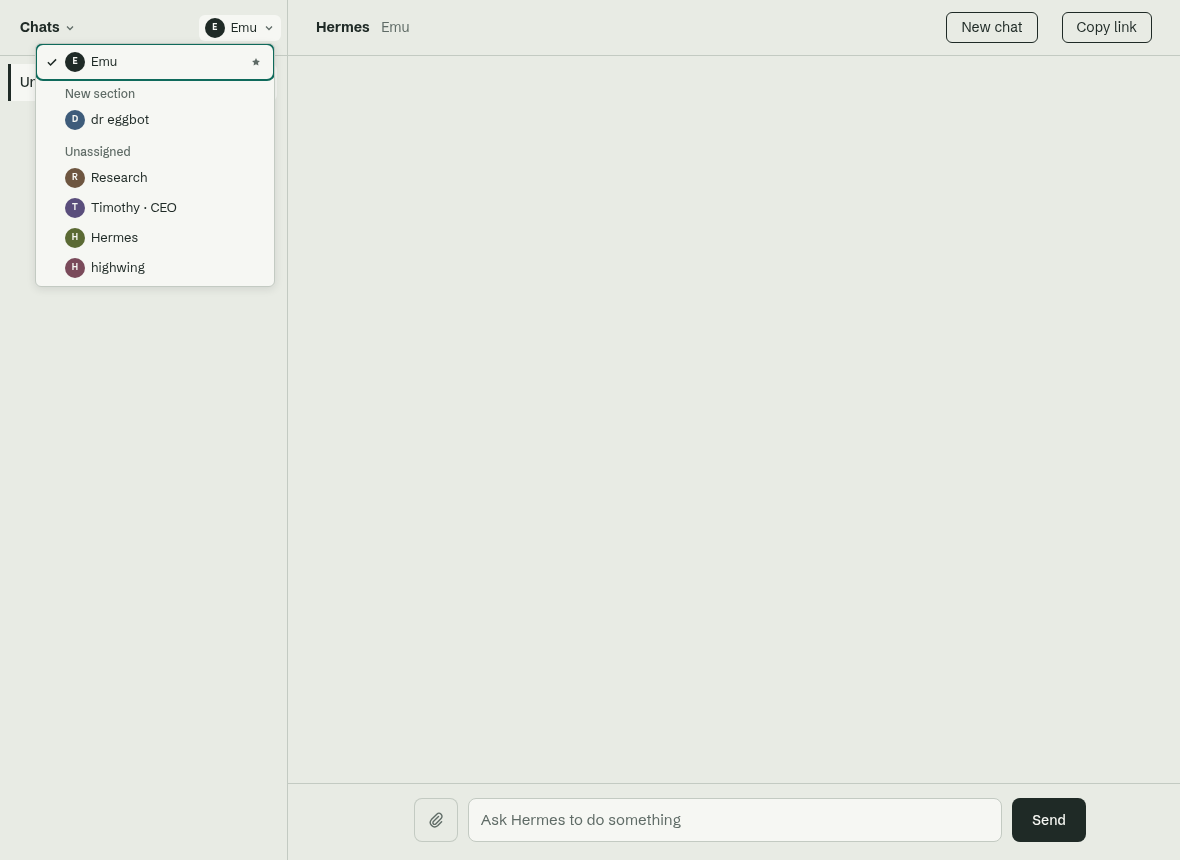 Chats
E Emu
Hermes Emu
New chat
Copy link
E Emu
New section
D dr eggbot
Unassigned
R Research
T Timothy · CEO
H Hermes
H highwing
Ask Hermes to do something
Send